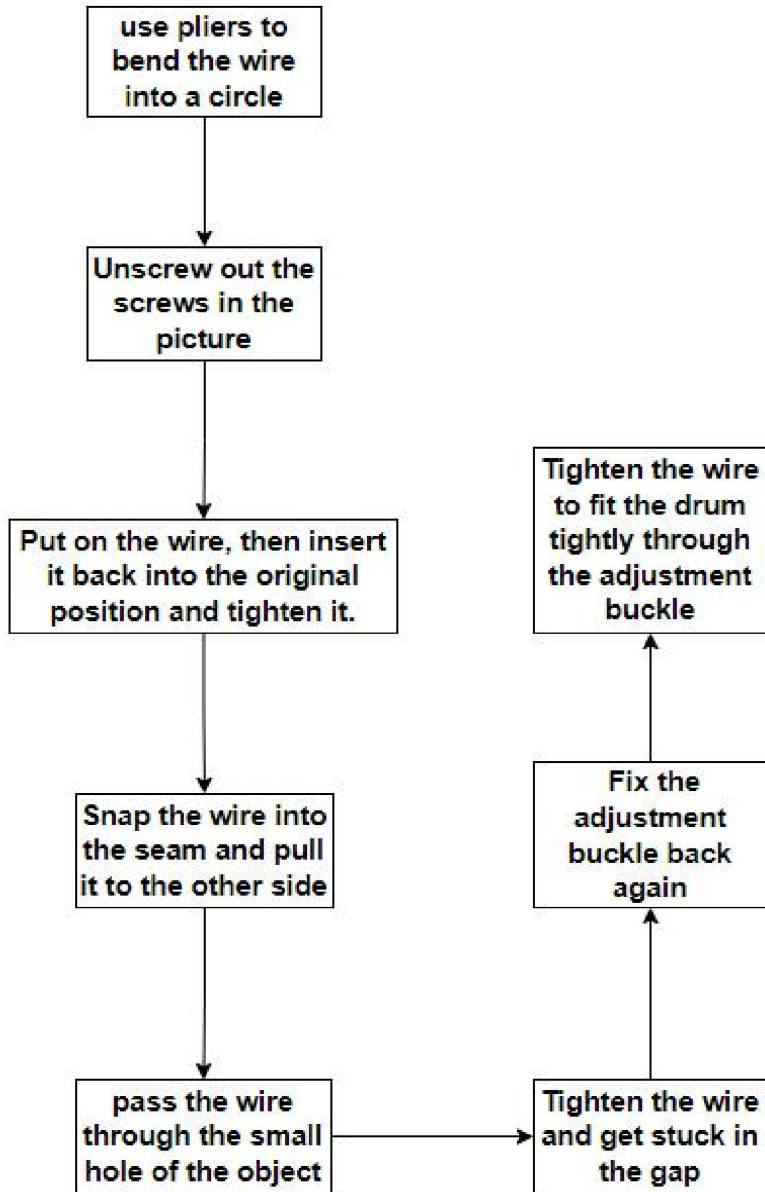 use pliers to
bend the wire
into a circle
Unscrew out the
screws in the
picture
Put on the wire, then insert
it back into the original
position and tighten it.
Snap the wire into
the seam and pull
it to the other side
pass the wire
through the small
hole of the object
Tighten the wire
and get stuck in
the gap
Fix the
adjustment
buckle back
again
Tighten the wire
to fit the drum
tightly through
the adjustment
buckle